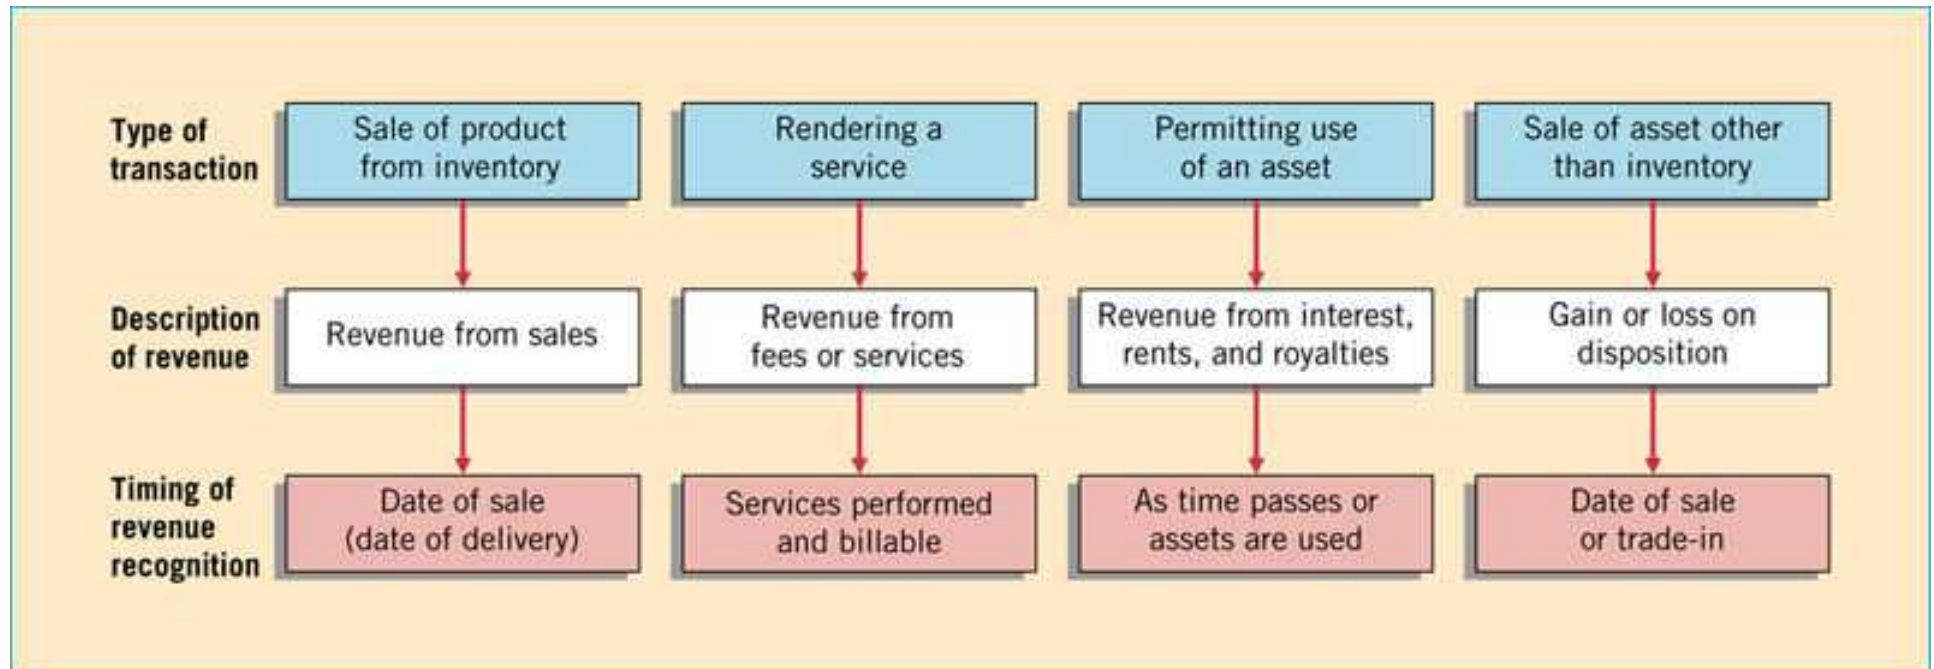 Type of
transaction
Sale of product
from inventory
Rendering a
service
Permitting use
of an asset
Sale of asset other
than inventory
Description
of revenue
Revenue from sales
Revenue from
fees or services
Revenue from interest,
rents, and royalties
Gain or loss on
disposition
Timing of
revenue
recognition
Date of sale
(date of delivery)
Services performed
and billable
As time passes or
assets are used
Date of sale
or trade-in